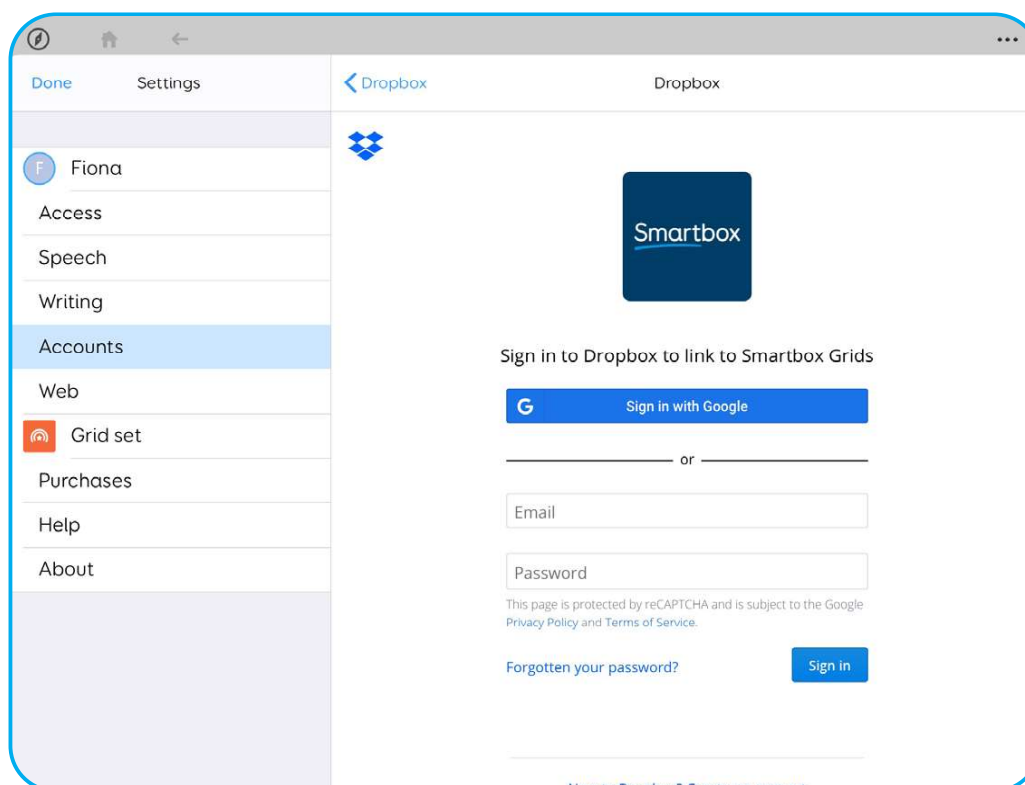 Done
Settings
Dropbox
Dropbox
F
Fiona
Access
Speech
Writing
Accounts
Web
Grid set
Purchases
Help
About
Smartbox
Sign in to Dropbox to link to Smartbox Grids
G
Sign in with Google
or
Email
Password
This page is protected by reCAPTCHA and is subject to the Google
Privacy Policy and Terms of Service.
Forgotten your password?
Sign in